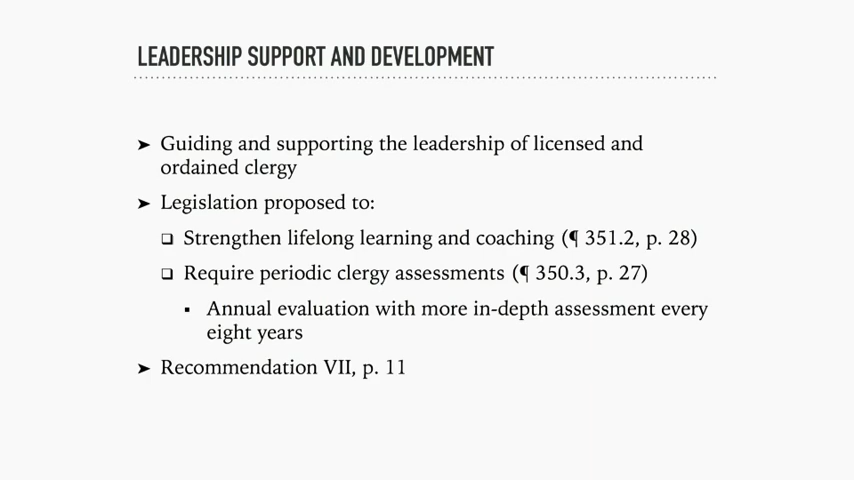 LEADERSHIP SUPPORT AND DEVELOPMENT
➤ Guiding and supporting the leadership of licensed and
ordained clergy
➤ Legislation proposed to:
❑ Strengthen lifelong learning and coaching (¶ 351.2, p. 28)
❑ Require periodic clergy assessments (¶ 350.3, p. 27)
▪ Annual evaluation with more in-depth assessment every
eight years
➤ Recommendation VII, p. 11